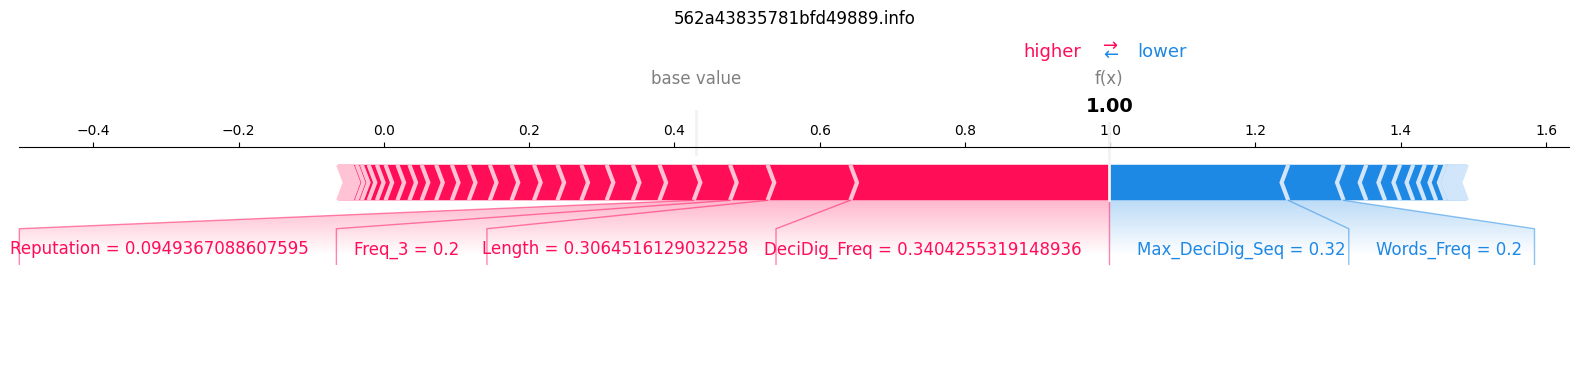 562a43835781bfd49889.info
higher ⇄ lower
base value f(x)
1.00
−0.4 −0.2 0.0 0.2 0.4 0.6 0.8 1.0 1.2 1.4 1.6
Reputation = 0.0949367088607595 Freq_3 = 0.2 Length = 0.3064516129032258 DeciDig_Freq = 0.3404255319148936 Max_DeciDig_Seq = 0.32 Words_Freq = 0.2